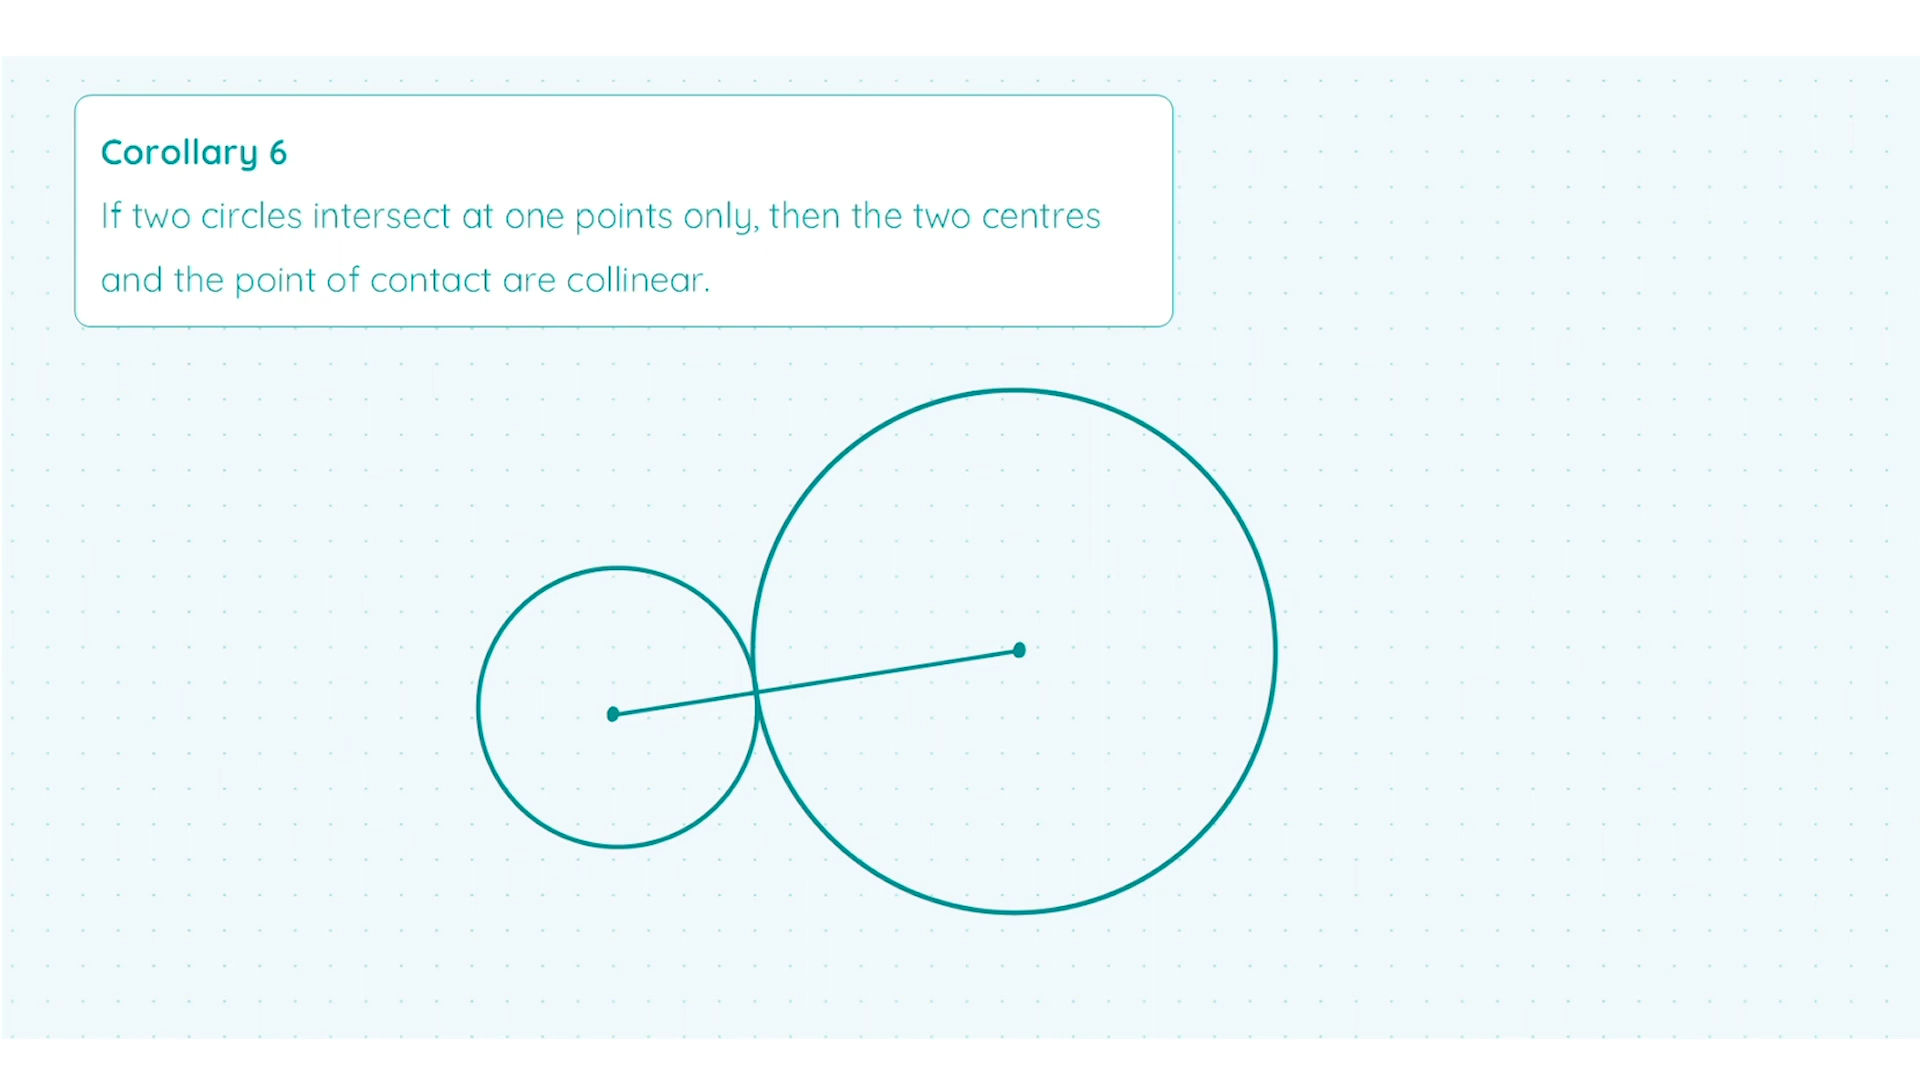 Corollary 6
If two circles intersect at one points only, then the two centres
and the point of contact are collinear.